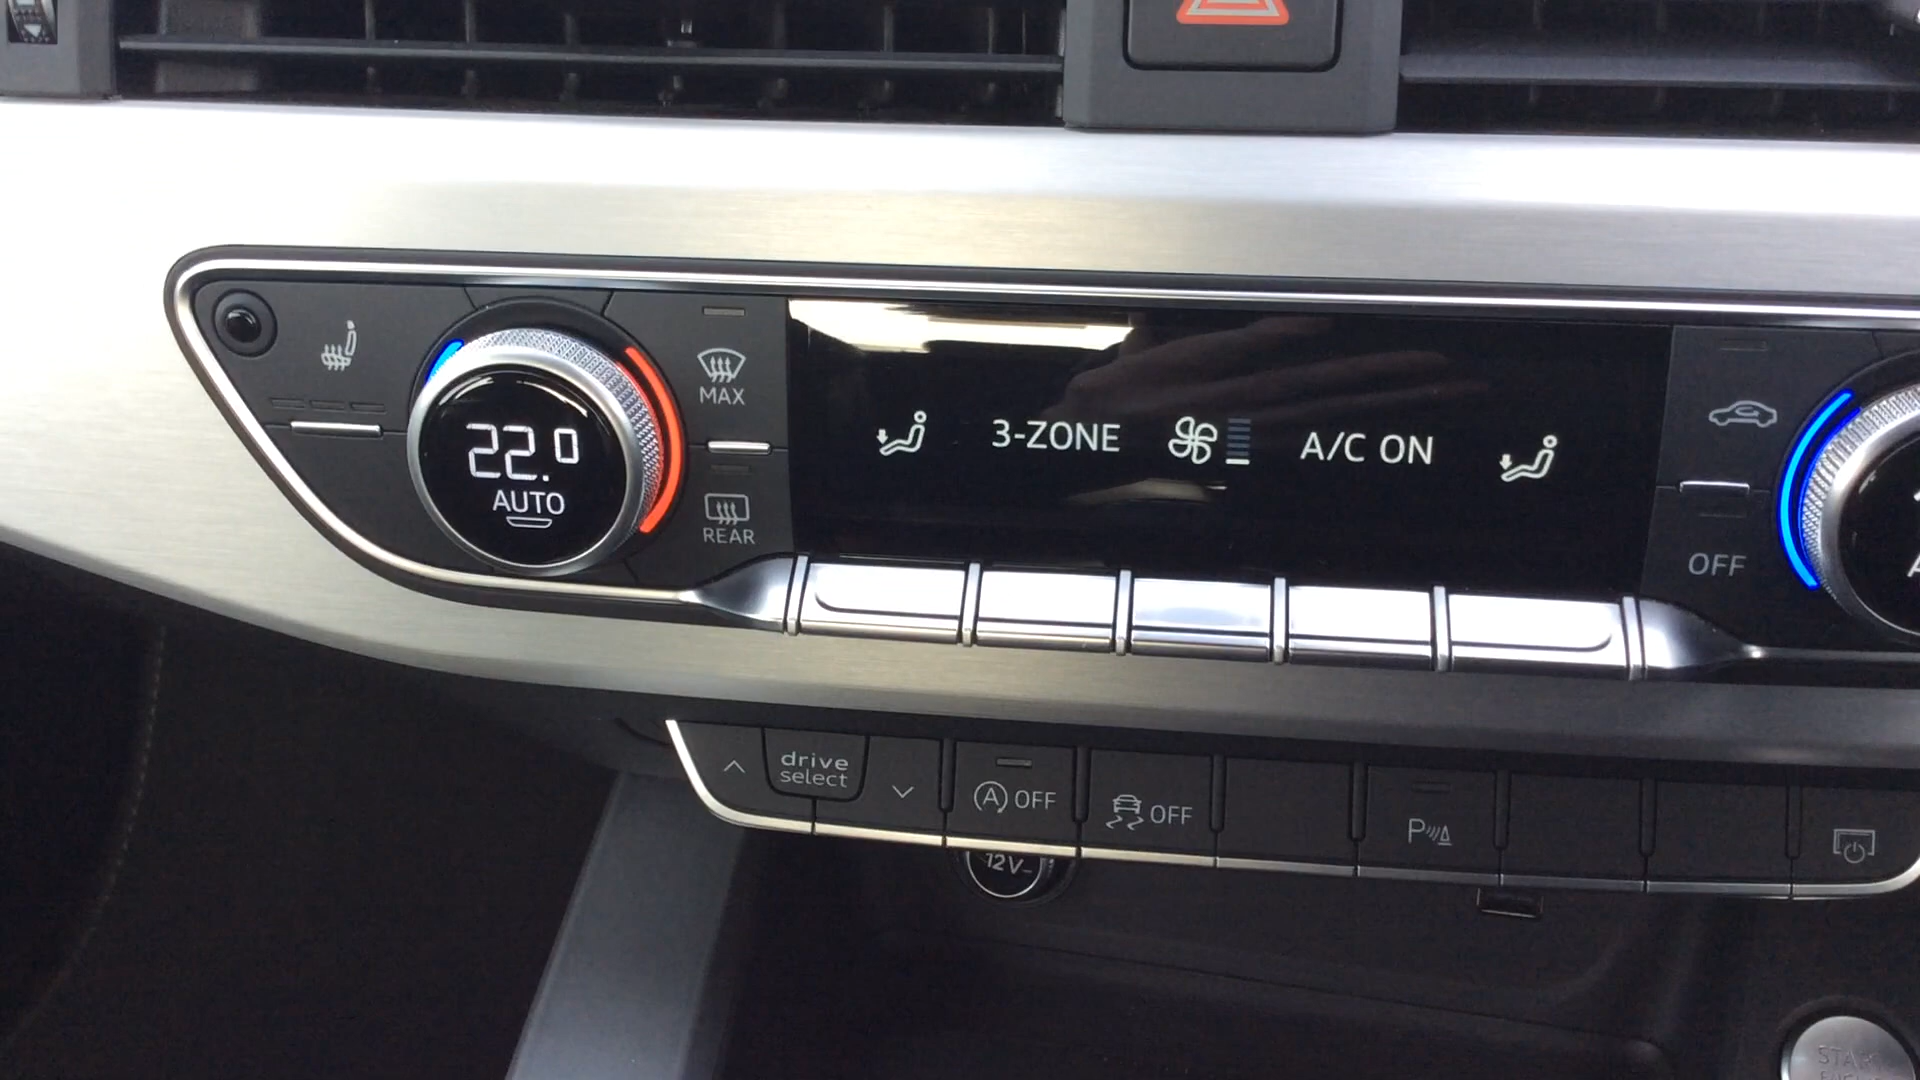 22.0
AUTO
MAX
REAR
3-ZONE
A/C ON
OFF
drive
select
A OFF
OFF
P
12V